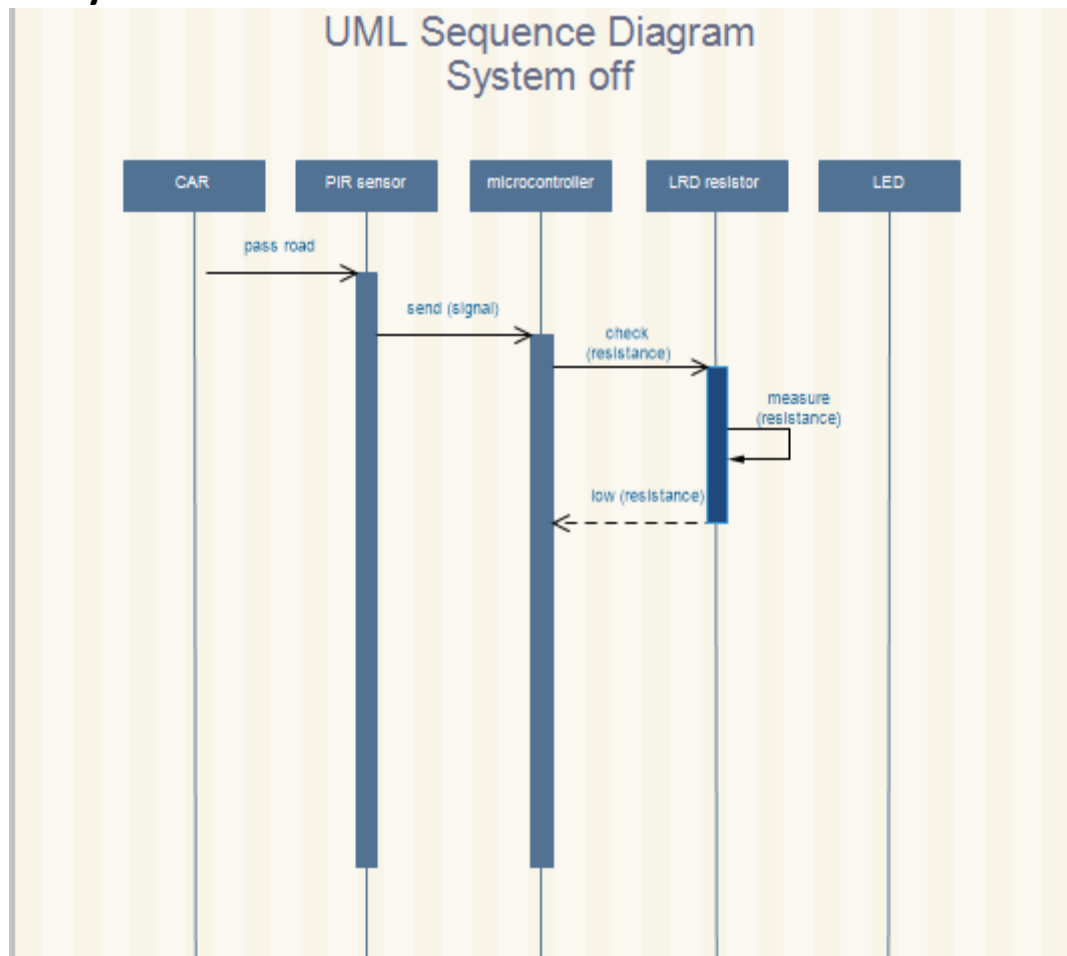 UML Sequence Diagram
System off
CAR
PIR sensor
microcontroller
LRD resistor
LED
pass road
send (signal)
check
(resistance)
measure
(resistance)
low (resistance)